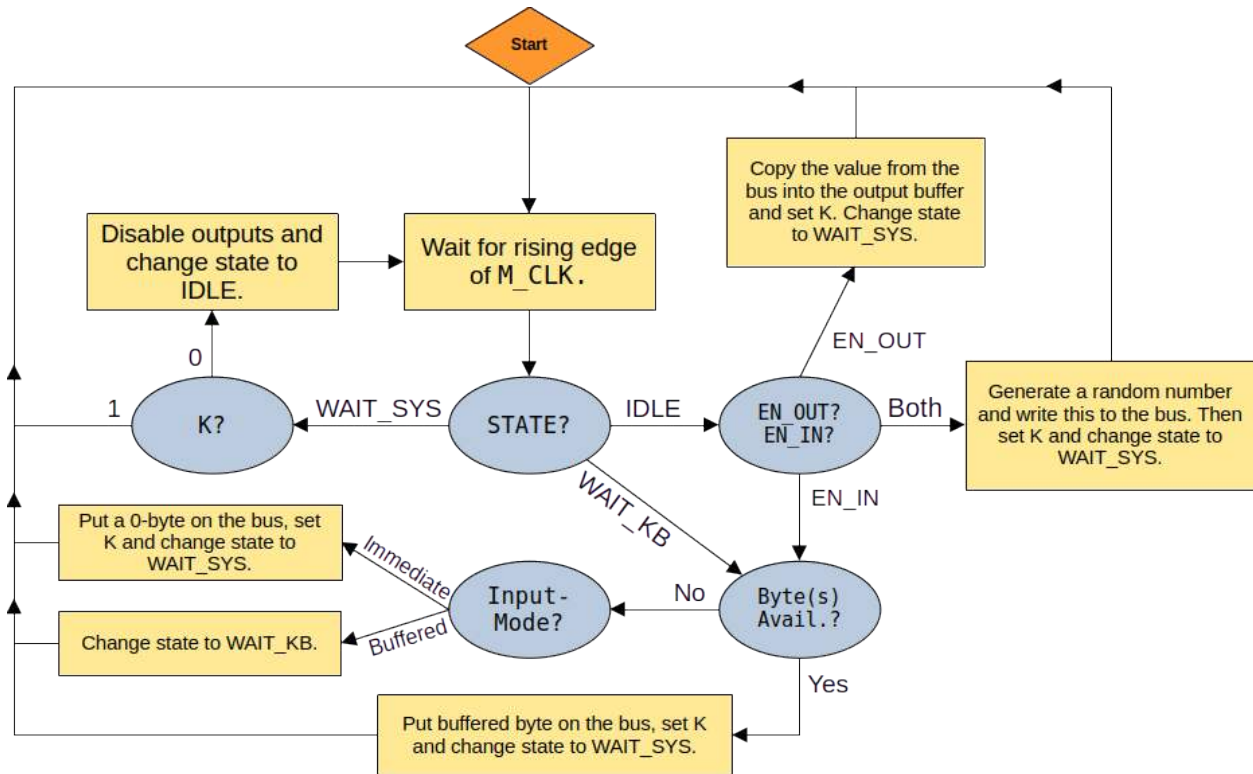 Start
Copy the value from the
bus into the output buffer
and set K. Change state
to WAIT_SYS.
Disable outputs and
change state to
IDLE.
Wait for rising edge
of M_CLK.
EN_OUT
0
1
K?
WAIT_SYS
STATE?
IDLE
EN_OUT?
EN_IN?
Both
Generate a random number
and write this to the bus. Then
set K and change state to
WAIT_SYS.
WAIT_KB
EN_IN
Put a 0-byte on the bus, set
K and change state to
WAIT_SYS.
Immediate
Input-
Mode?
No
Byte(s)
Avail.?
Buffered
Change state to WAIT_KB.
Yes
Put buffered byte on the bus, set K
and change state to WAIT_SYS.